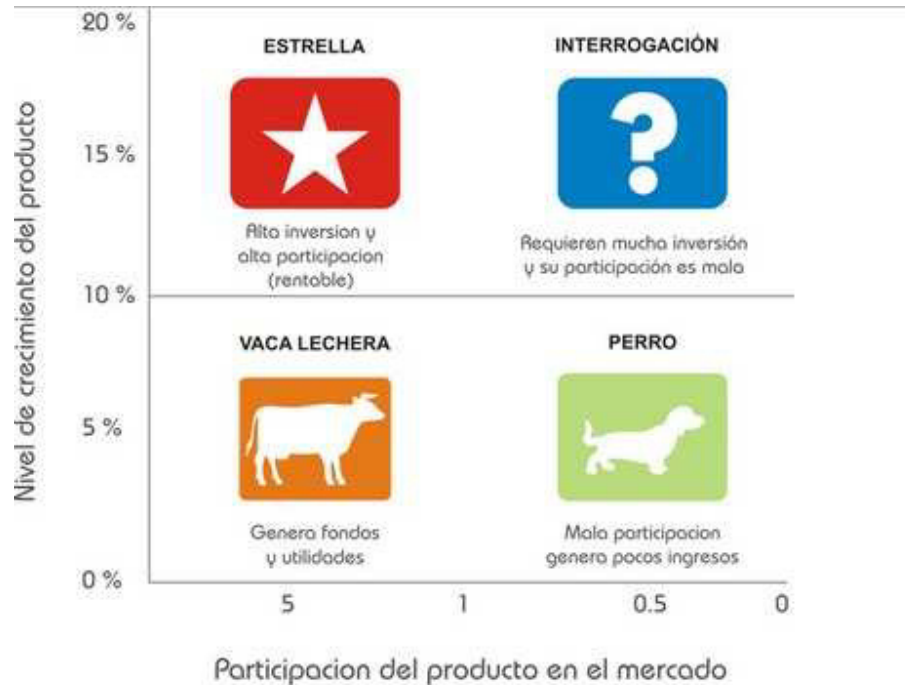 20 %
ESTRELLA
INTERROGACIÓN
?
15 %
Alta inversion y
alta participacion
(rentable)
Requieren mucha inversión
y su participación es mala
10 %
VACA LECHERA
PERRO
5 %
Genera fondos
y utilidades
Mala participacion
genera pocos ingresos
0 %
5 1 0.5 0
Nivel de crecimiento del producto
Participacion del producto en el mercado